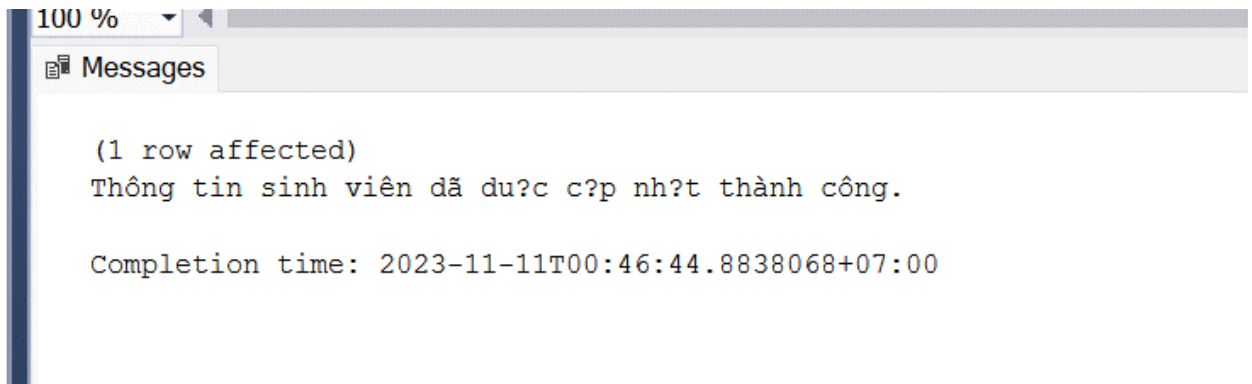 100 %
Messages
(1 row affected)
Thông tin sinh viên dã du?c c?p nh?t thành công.
Completion time: 2023-11-11T00:46:44.8838068+07:00